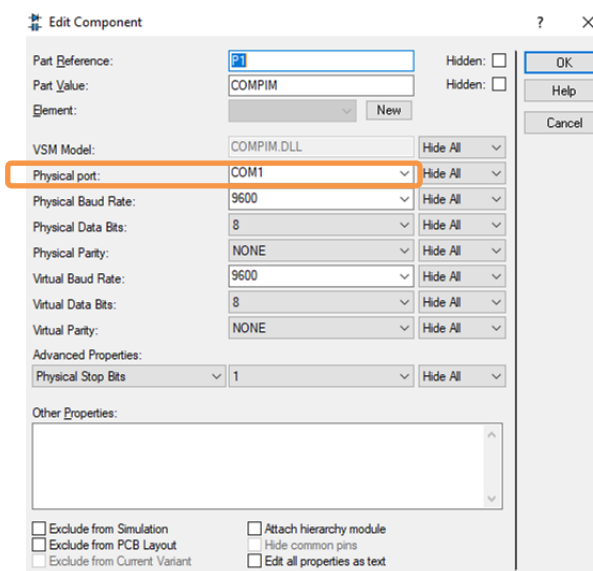 Edit Component ?
Part Reference: P1 Hidden: OK
Part Value: COMPIM Hidden: Help
Element: New Cancel
VSM Model: COMPIM.DLL Hide All
Physical port: COM1 Hide All
Physical Baud Rate: 9600 Hide All
Physical Data Bits: 8 Hide All
Physical Parity: NONE Hide All
Virtual Baud Rate: 9600 Hide All
Virtual Data Bits: 8 Hide All
Virtual Parity: NONE Hide All
Advanced Properties:
Physical Stop Bits 1 Hide All
Other Properties:
Exclude from Simulation Attach hierarchy module
Exclude from PCB Layout Hide common pins
Exclude from Current Variant Edit all properties as text